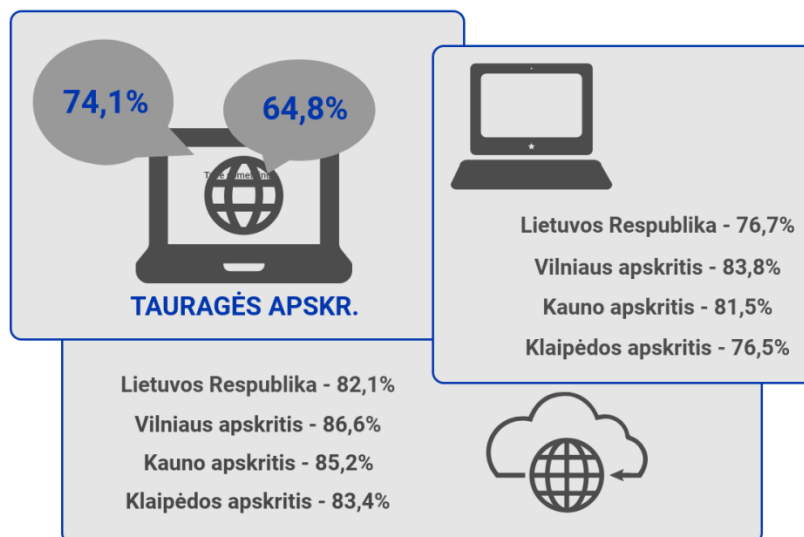 74,1%
64,8%
TAURAGĖS APSKR.
Lietuvos Respublika - 76,7%
Vilniaus apskritis - 83,8%
Kauno apskritis - 81,5%
Klaipėdos apskritis - 76,5%
Lietuvos Respublika - 82,1%
Vilniaus apskritis - 86,6%
Kauno apskritis - 85,2%
Klaipėdos apskritis - 83,4%